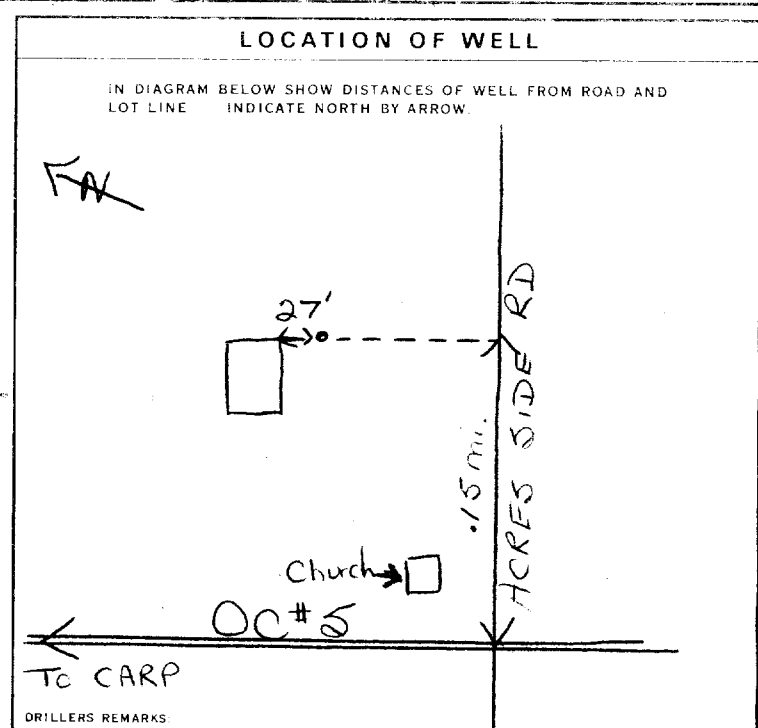 LOCATION OF WELL
IN DIAGRAM BELOW SHOW DISTANCES OF WELL FROM ROAD AND
LOT LINE INDICATE NORTH BY ARROW.
N
27'
ACRES SIDE RD
.15 mi.
Church
OC#5
To CARP
DRILLERS REMARKS: